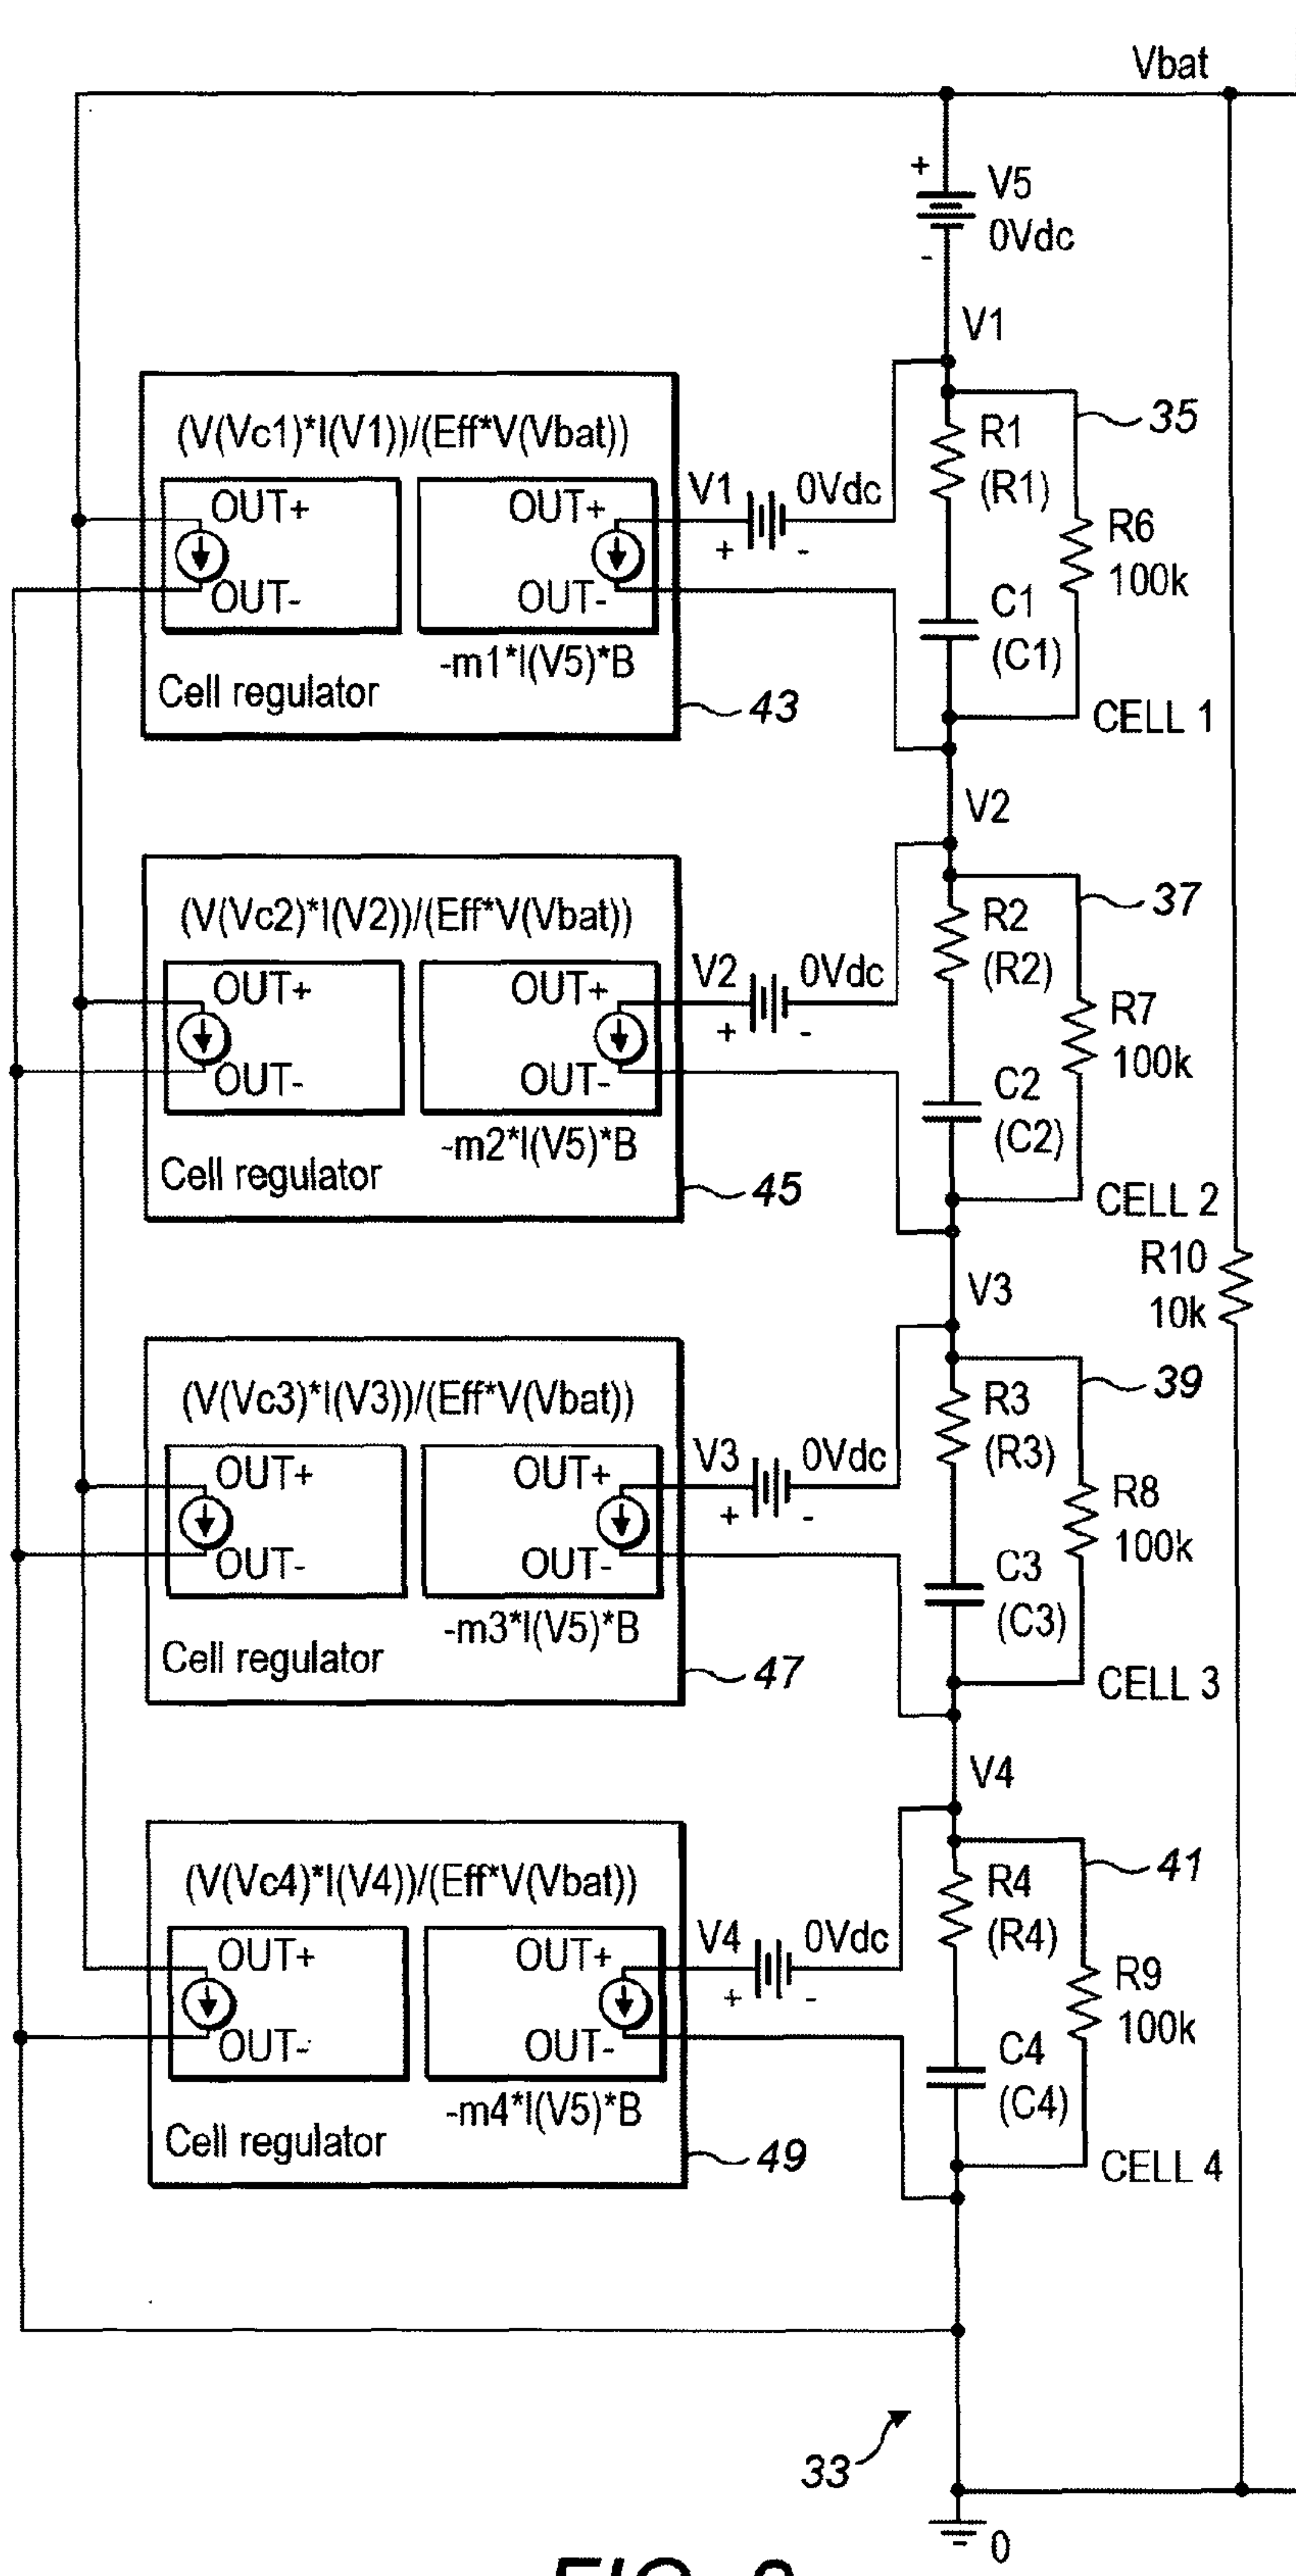 Vbat
+
V5
0Vdc
-
V1
(V(Vc1)*I(V1))/(Eff*V(Vbat))
OUT+
OUT-
OUT+
OUT-
-m1*I(V5)*B
Cell regulator
43
V1
0Vdc
+
-
R1
(R1)
35
R6
100k
C1
(C1)
CELL 1
V2
(V(Vc2)*I(V2))/(Eff*V(Vbat))
OUT+
OUT-
OUT+
OUT-
-m2*I(V5)*B
Cell regulator
45
V2
0Vdc
+
-
R2
(R2)
37
R7
100k
C2
(C2)
CELL 2
R10
10k
V3
(V(Vc3)*I(V3))/(Eff*V(Vbat))
OUT+
OUT-
OUT+
OUT-
-m3*I(V5)*B
Cell regulator
47
V3
0Vdc
+
-
R3
(R3)
39
R8
100k
C3
(C3)
CELL 3
V4
(V(Vc4)*I(V4))/(Eff*V(Vbat))
OUT+
OUT-
OUT+
OUT-
-m4*I(V5)*B
Cell regulator
49
V4
0Vdc
+
-
R4
(R4)
41
R9
100k
C4
(C4)
CELL 4
33
0
FIG.